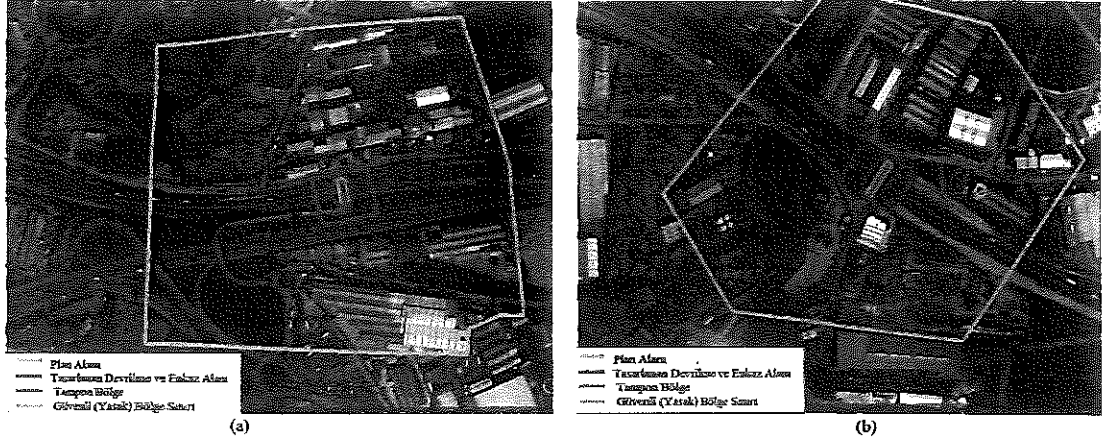 Plan Alanı
Tasarlanan Devrilme ve Enkaz Alanı
Tampon Bölge
Güvenli (Yasak) Bölge Sınırı
(a)
Plan Alanı
Tasarlanan Devrilme ve Enkaz Alanı
Tampon Bölge
Güvenli (Yasak) Bölge Sınırı
(b)